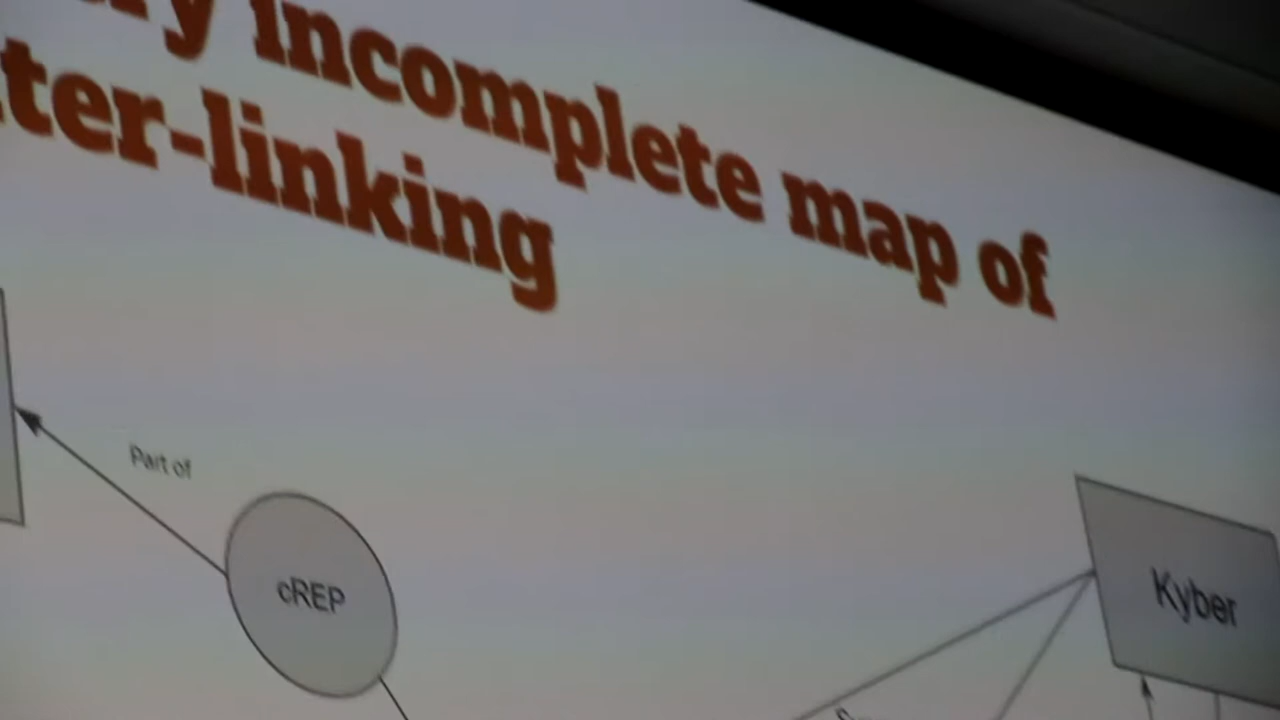 incomplete map of
ter-linking
Part of
cREP
Kyber